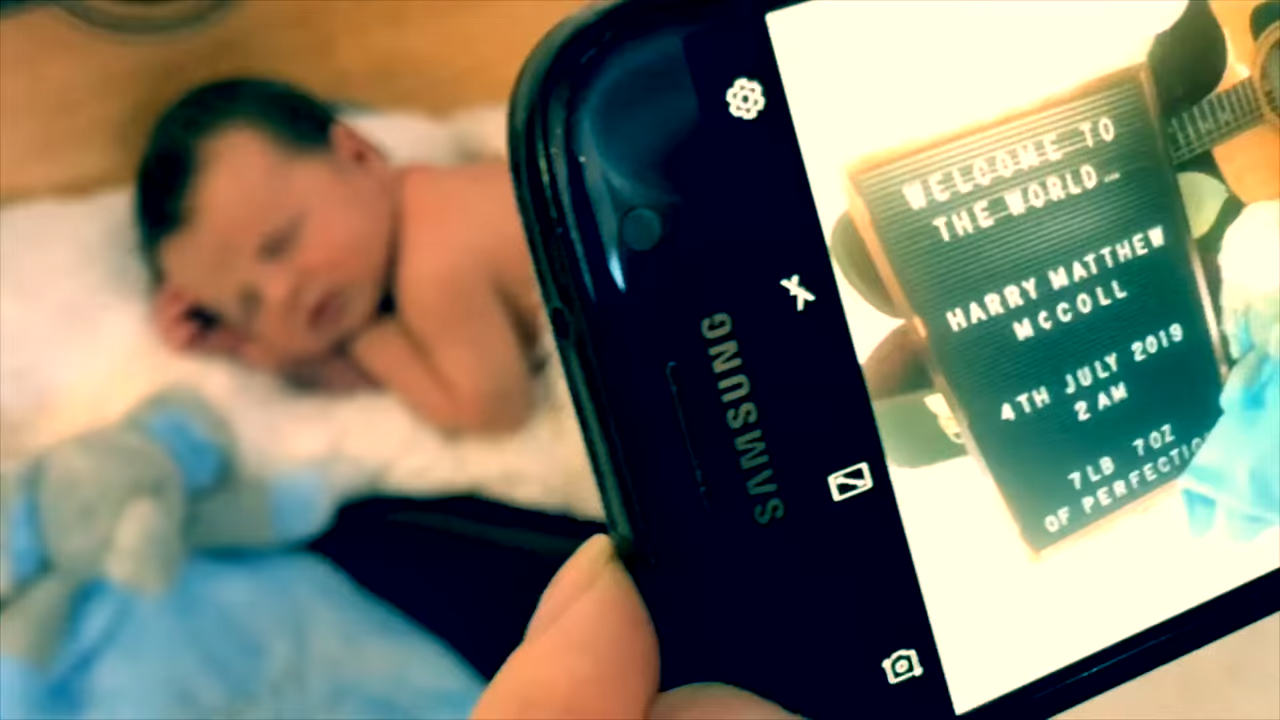 SAMSUNG
WELCOME TO
THE WORLD...
HARRY MATTHEW
McCOLL
4TH JULY 2019
2 AM
7LB 7OZ
OF PERFECTIO